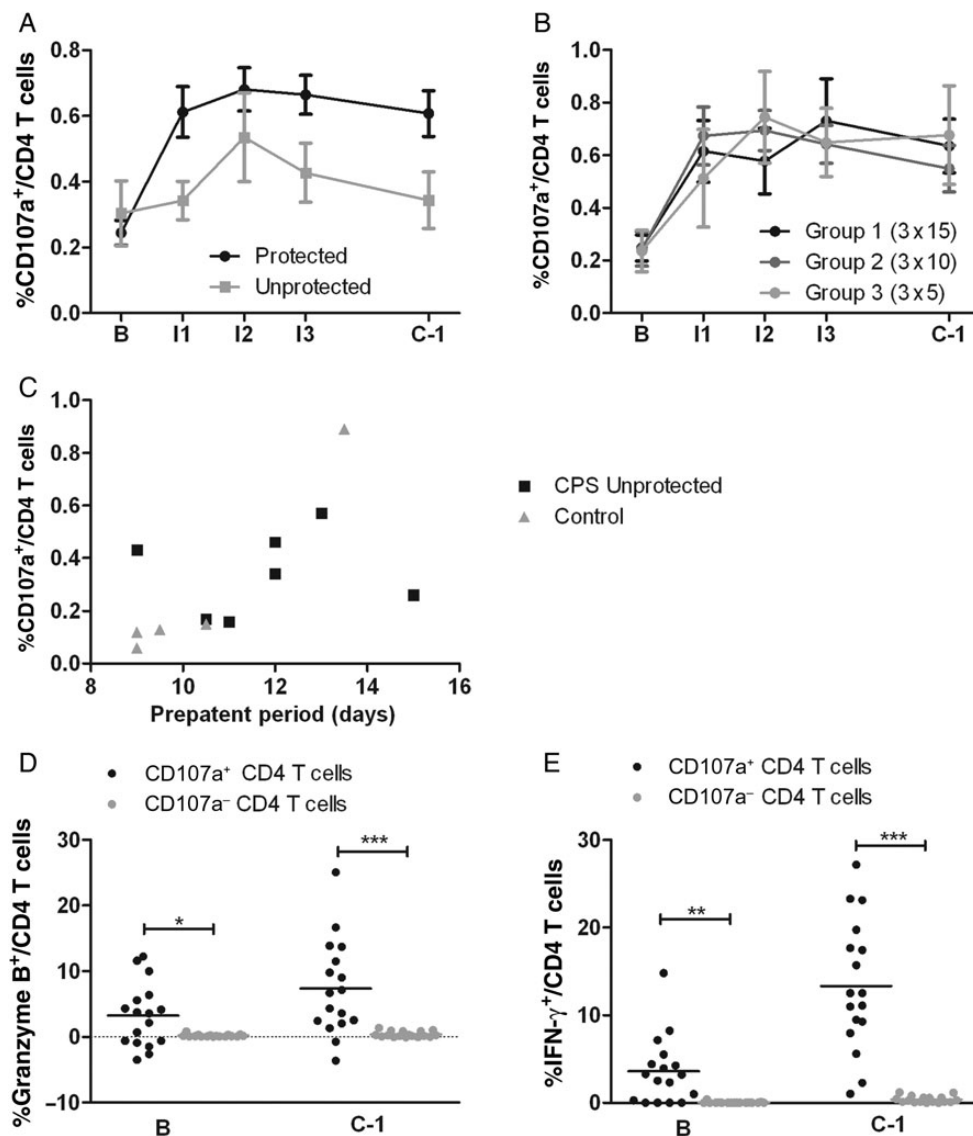 A
%CD107a⁺/CD4 T cells
0.8
0.6
0.4
0.2
0.0
Protected
Unprotected
B I1 I2 I3 C-1
B
%CD107a⁺/CD4 T cells
1.0
0.8
0.6
0.4
0.2
0.0
Group 1 (3 x 15)
Group 2 (3 x 10)
Group 3 (3 x 5)
B I1 I2 I3 C-1
C
%CD107a⁺/CD4 T cells
1.0
0.8
0.6
0.4
0.2
0.0
8 10 12 14 16
Prepatent period (days)
CPS Unprotected
Control
D
CD107a⁺ CD4 T cells
CD107a⁻ CD4 T cells
%Granzyme B⁺/CD4 T cells
30
20
10
0
−10
*
***
B C-1
E
CD107a⁺ CD4 T cells
CD107a⁻ CD4 T cells
%IFN-γ⁺/CD4 T cells
30
20
10
0
**
***
B C-1